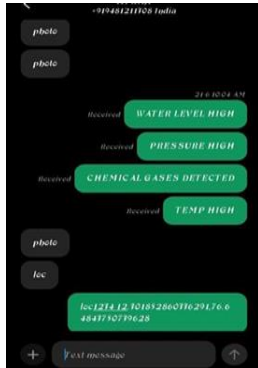 photo
photo
Received WATER LEVEL HIGH
Received PRESSURE HIGH
Received CHEMICAL GASES DETECTED
Received TEMP HIGH
photo
loc
Text message